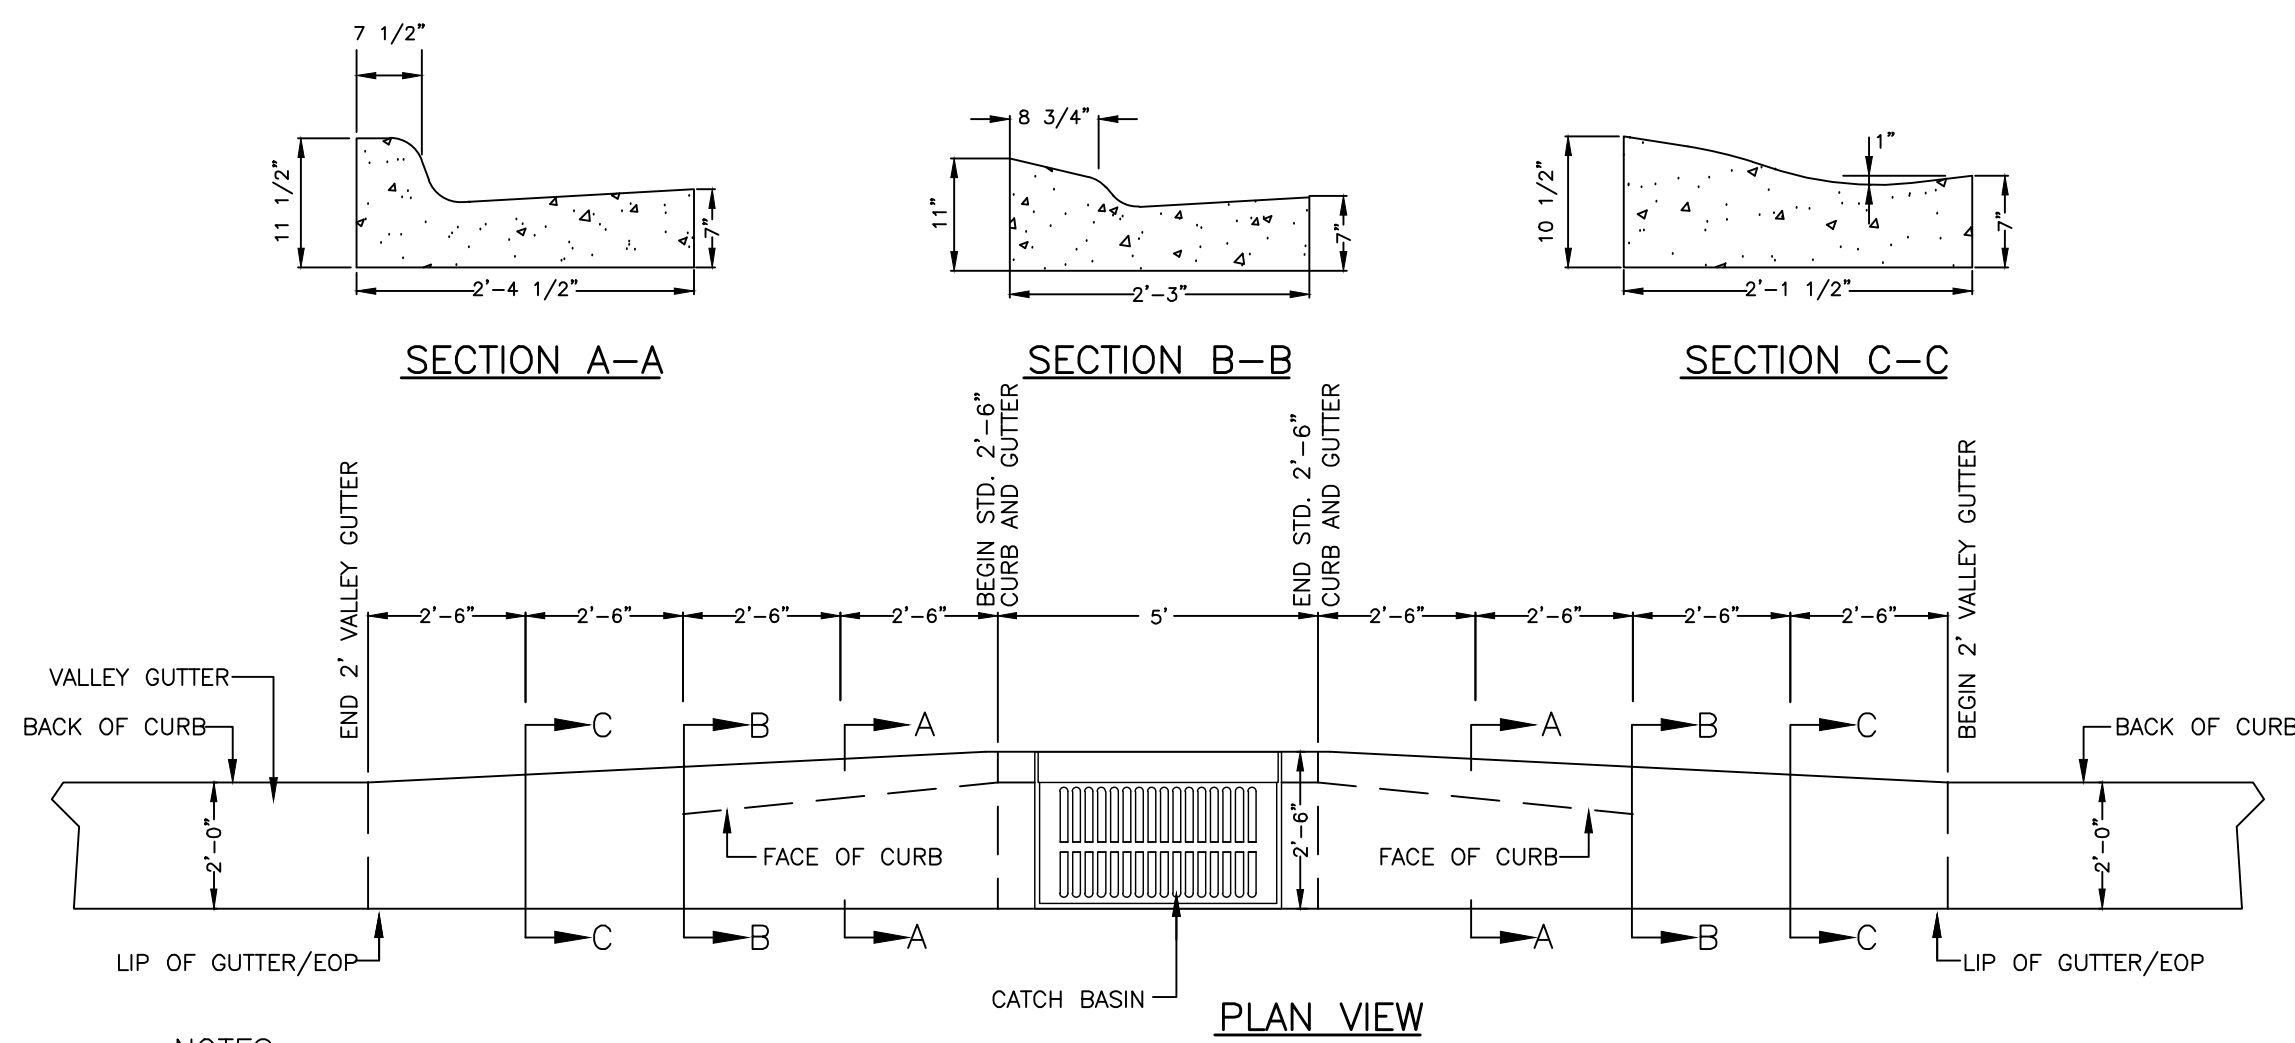 7 1/2"
11 1/2"
7"
2'-4 1/2"
SECTION A-A
8 3/4"
11"
7"
2'-3"
SECTION B-B
1"
10 1/2"
7"
2'-1 1/2"
SECTION C-C
END 2' VALLEY GUTTER
BEGIN STD. 2'-6"
CURB AND GUTTER
END STD. 2'-6"
CURB AND GUTTER
BEGIN 2' VALLEY GUTTER
2'-6" 2'-6" 2'-6" 2'-6" 5' 2'-6" 2'-6" 2'-6" 2'-6"
VALLEY GUTTER
BACK OF CURB
C B A A B C
BACK OF CURB
2'-0"
FACE OF CURB
2'-6"
FACE OF CURB
2'-0"
C B A A B C
LIP OF GUTTER/EOP
LIP OF GUTTER/EOP
CATCH BASIN
PLAN VIEW
NOTES